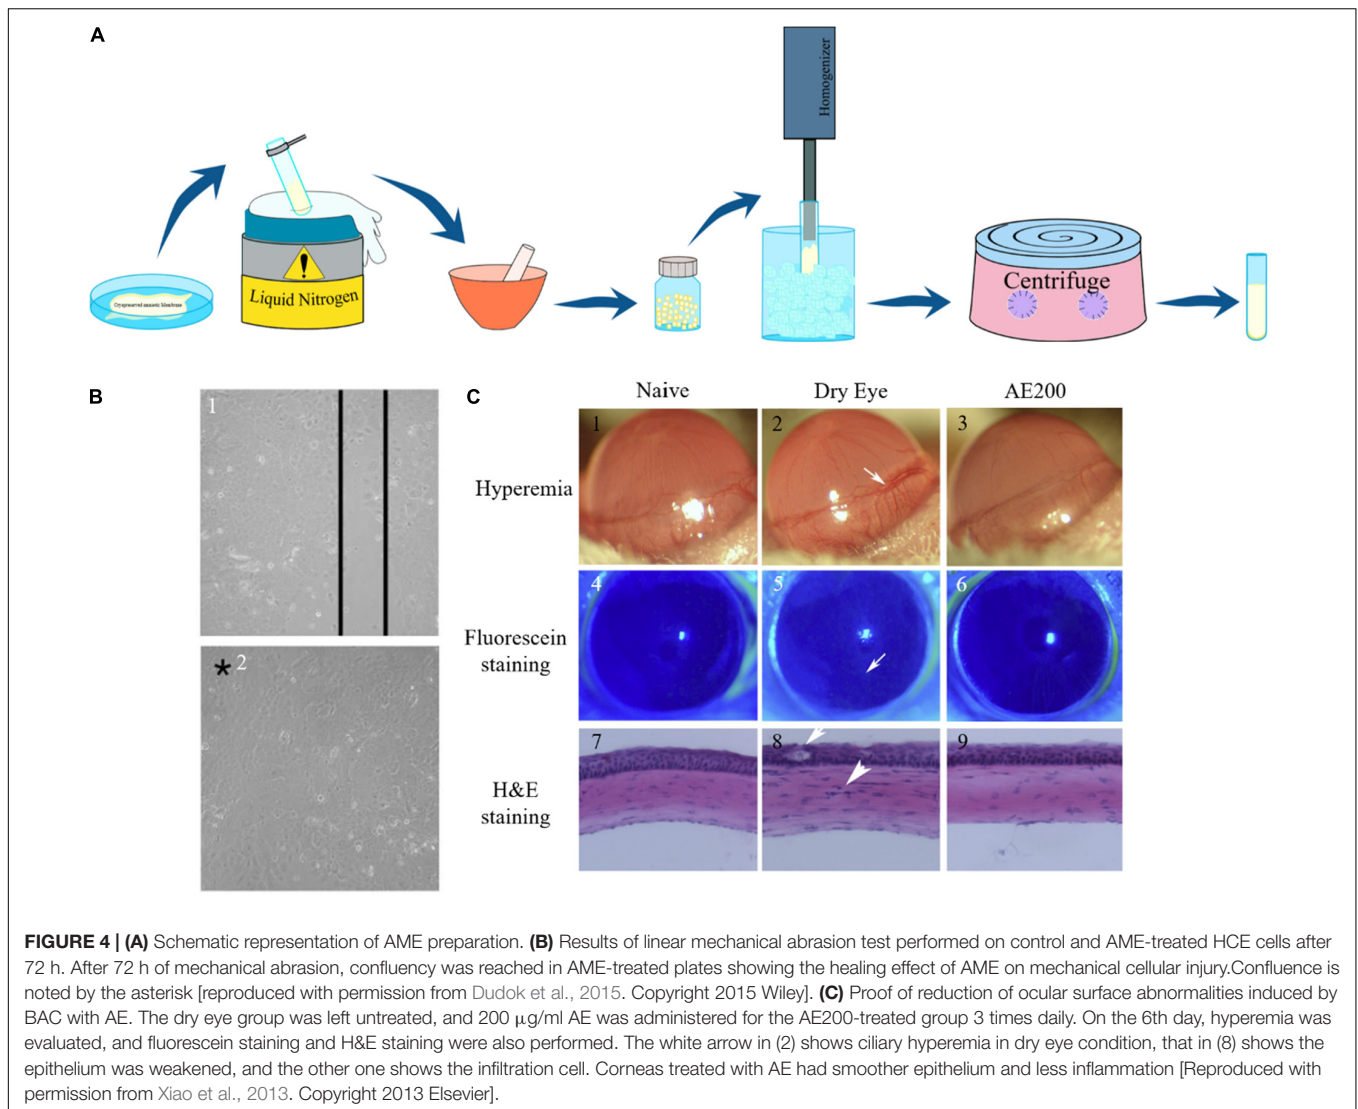 A
Homogenizer
Liquid Nitrogen
Cryopreserved amniotic Membrane
Centrifuge
B
1
* 2
C
Naive
Dry Eye
AE200
Hyperemia
1
2
3
Fluorescein
staining
4
5
6
H&E
staining
7
8
9
FIGURE 4 | (A) Schematic representation of AME preparation. (B) Results of linear mechanical abrasion test performed on control and AME-treated HCE cells after
72 h. After 72 h of mechanical abrasion, confluency was reached in AME-treated plates showing the healing effect of AME on mechanical cellular injury.Confluence is
noted by the asterisk [reproduced with permission from Dudok et al., 2015. Copyright 2015 Wiley]. (C) Proof of reduction of ocular surface abnormalities induced by
BAC with AE. The dry eye group was left untreated, and 200 μg/ml AE was administered for the AE200-treated group 3 times daily. On the 6th day, hyperemia was
evaluated, and fluorescein staining and H&E staining were also performed. The white arrow in (2) shows ciliary hyperemia in dry eye condition, that in (8) shows the
epithelium was weakened, and the other one shows the infiltration cell. Corneas treated with AE had smoother epithelium and less inflammation [Reproduced with
permission from Xiao et al., 2013. Copyright 2013 Elsevier].